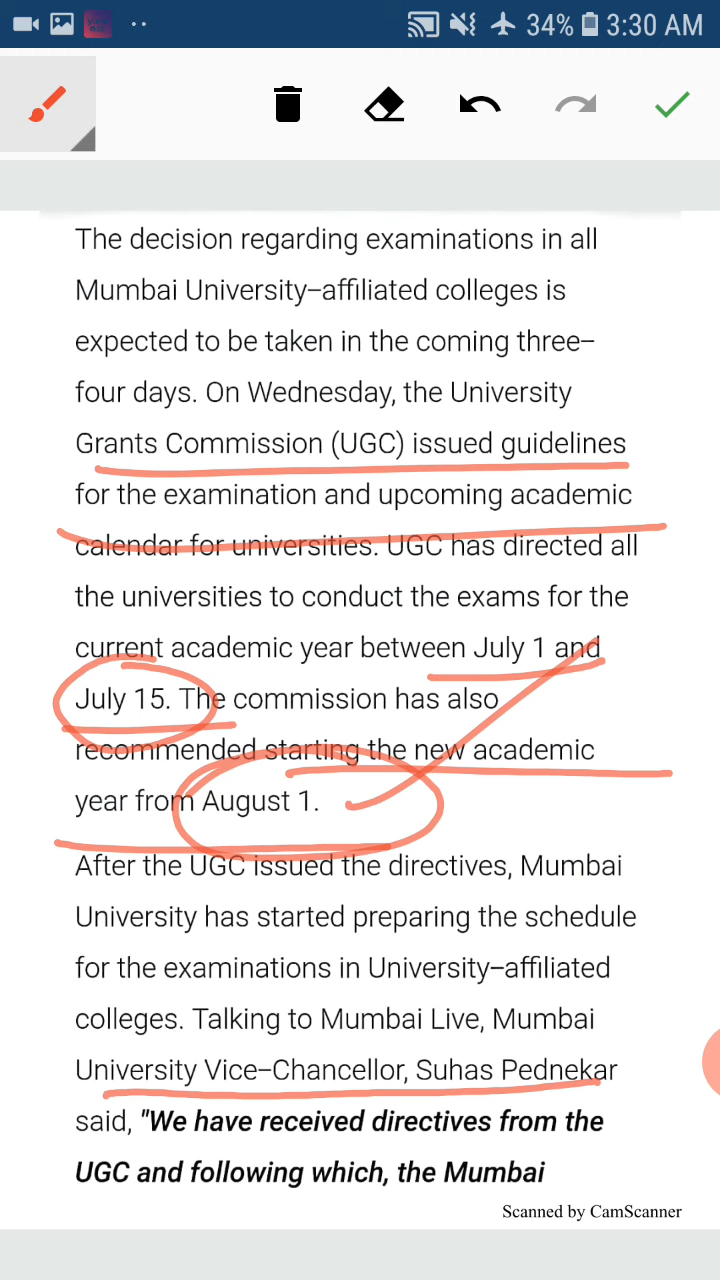 34% 3:30 AM
The decision regarding examinations in all
Mumbai University–affiliated colleges is
expected to be taken in the coming three–
four days. On Wednesday, the University
Grants Commission (UGC) issued guidelines
for the examination and upcoming academic
calendar for universities. UGC has directed all
the universities to conduct the exams for the
current academic year between July 1 and
July 15. The commission has also
recommended starting the new academic
year from August 1.
After the UGC issued the directives, Mumbai
University has started preparing the schedule
for the examinations in University–affiliated
colleges. Talking to Mumbai Live, Mumbai
University Vice–Chancellor, Suhas Pednekar
said, "We have received directives from the
UGC and following which, the Mumbai
Scanned by CamScanner